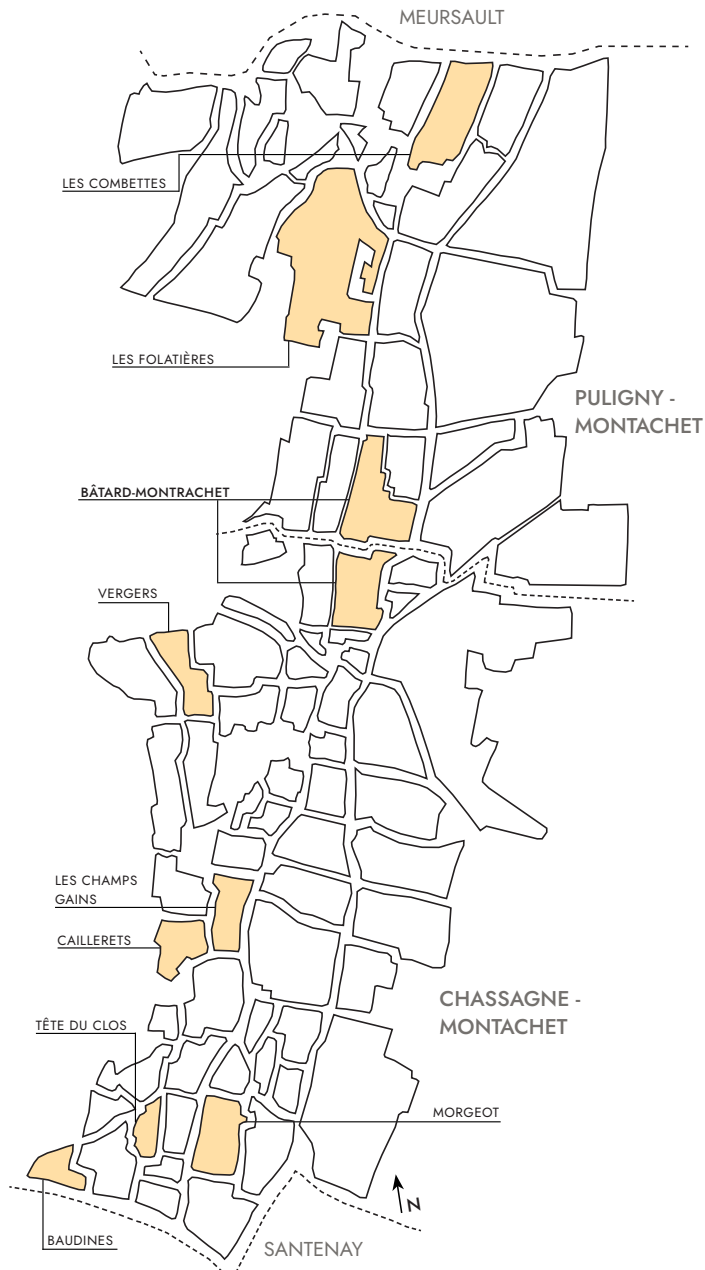 MEURSAULT
LES COMBETTES
LES FOLATIÈRES
PULIGNY -
MONTACHET
BÂTARD-MONTRACHET
VERGERS
LES CHAMPS
GAINS
CAILLERETS
CHASSAGNE -
MONTACHET
TÊTE DU CLOS
MORGEOT
N
BAUDINES
SANTENAY